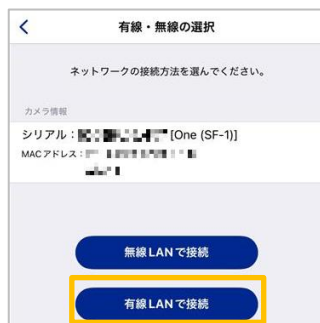 有線・無線の選択
ネットワークの接続方法を選んでください。
カメラ情報
シリアル：[One (SF-1)]
MACアドレス：
無線LANで接続
有線LANで接続